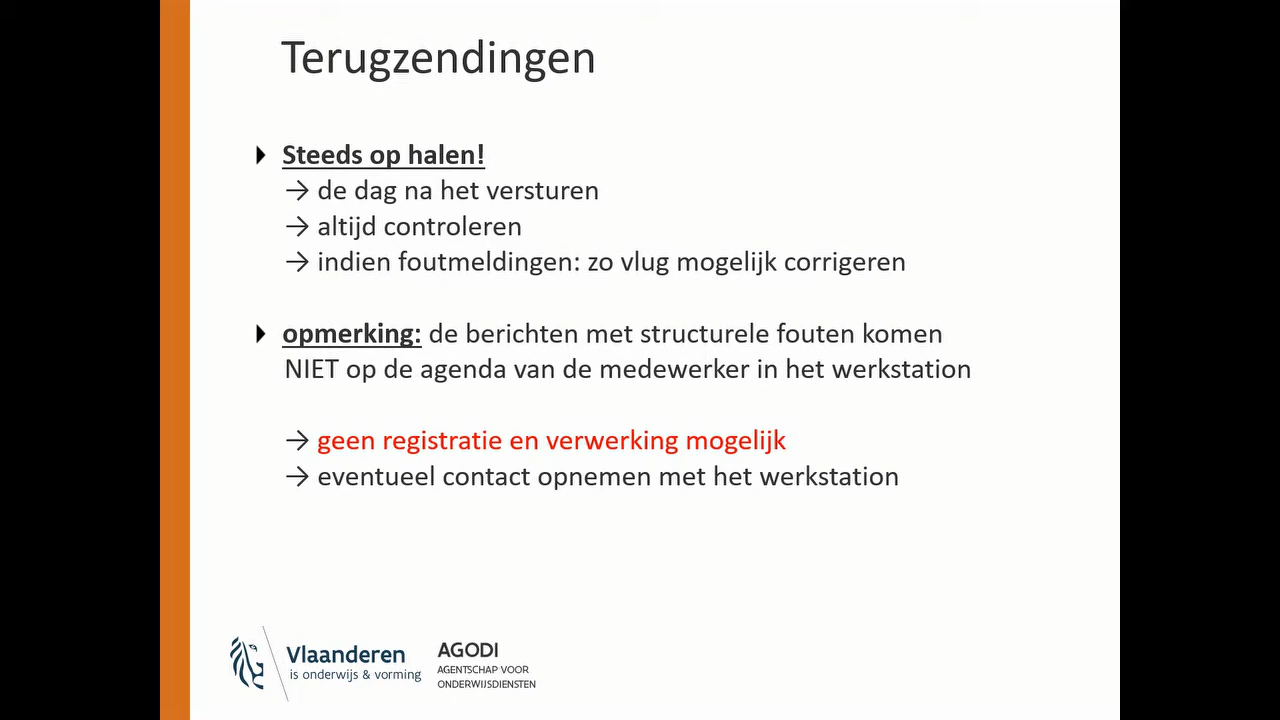 Terugzendingen
Steeds op halen!
→ de dag na het versturen
→ altijd controleren
→ indien foutmeldingen: zo vlug mogelijk corrigeren
opmerking: de berichten met structurele fouten komen
NIET op de agenda van de medewerker in het werkstation
→ geen registratie en verwerking mogelijk
→ eventueel contact opnemen met het werkstation
Vlaanderen
is onderwijs & vorming
AGODI
AGENTSCHAP VOOR
ONDERWIJSDIENSTEN